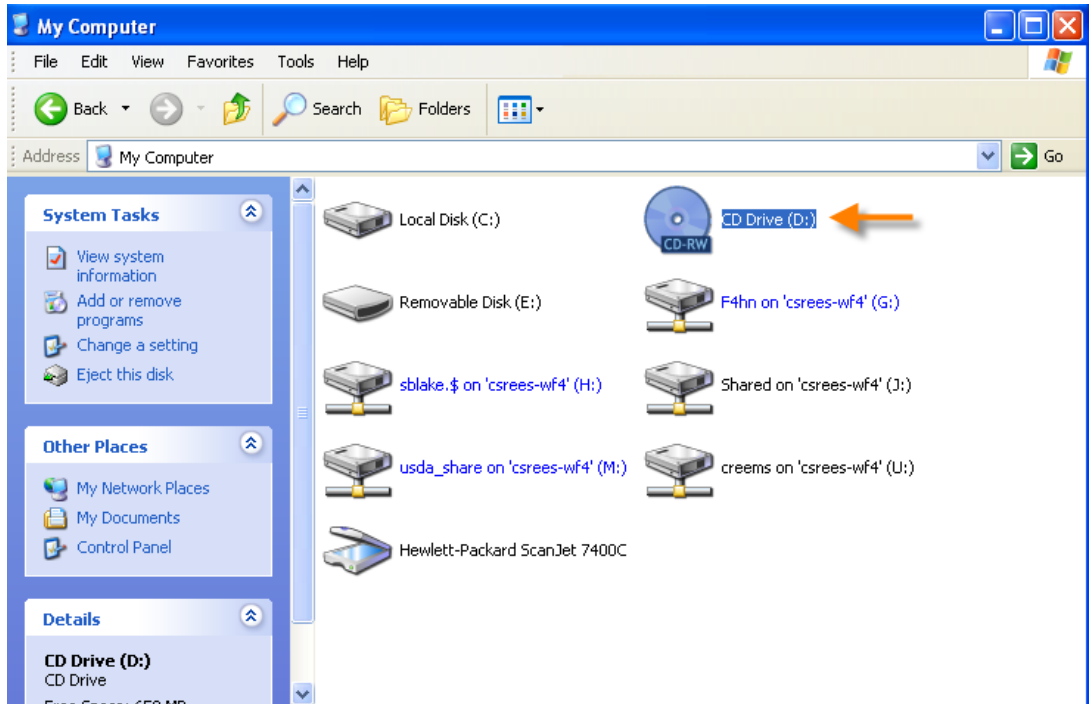 My Computer
File Edit View Favorites Tools Help
Back Search Folders
Address My Computer Go
System Tasks
View system
information
Add or remove
programs
Change a setting
Eject this disk
Other Places
My Network Places
My Documents
Control Panel
Details
CD Drive (D:)
CD Drive
Local Disk (C:)
CD Drive (D:)
CD-RW
Removable Disk (E:)
F4hn on 'csrees-wf4' (G:)
sblake.$ on 'csrees-wf4' (H:)
Shared on 'csrees-wf4' (J:)
usda_share on 'csrees-wf4' (M:)
creems on 'csrees-wf4' (U:)
Hewlett-Packard ScanJet 7400C